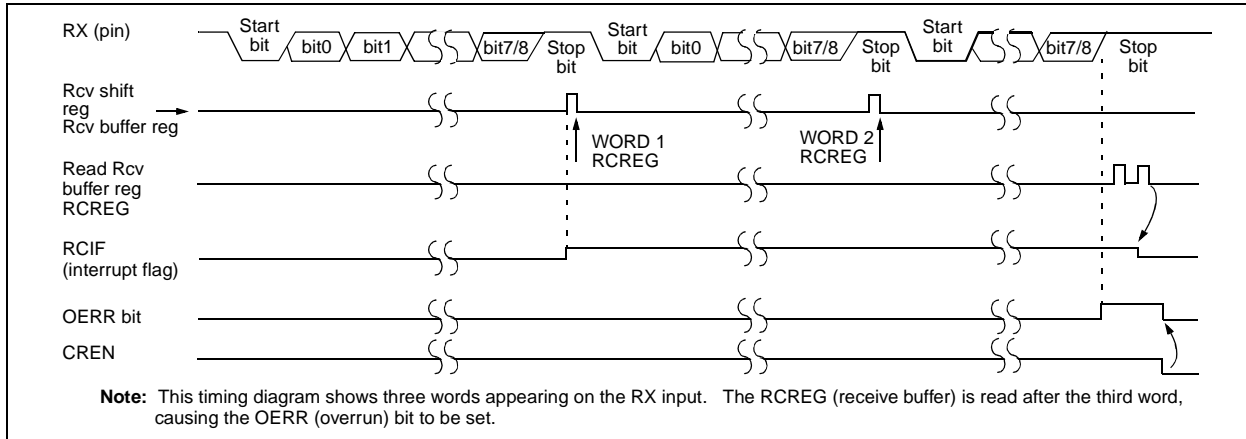 RX (pin) Start bit bit0 bit1 bit7/8 Stop bit Start bit bit0 bit7/8 Stop bit Start bit bit7/8 Stop bit
Rcv shift
reg
Rcv buffer reg
WORD 1
RCREG
WORD 2
RCREG
Read Rcv
buffer reg
RCREG
RCIF
(interrupt flag)
OERR bit
CREN
Note: This timing diagram shows three words appearing on the RX input. The RCREG (receive buffer) is read after the third word,
causing the OERR (overrun) bit to be set.